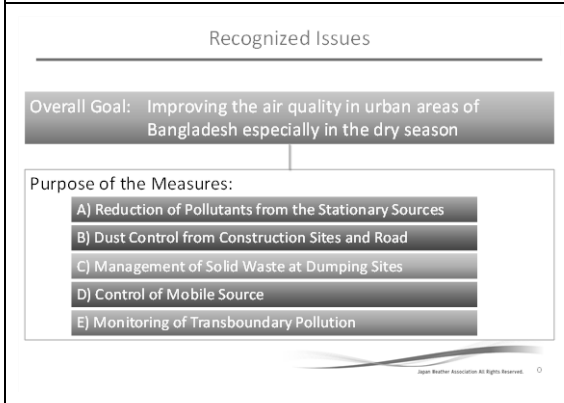 Recognized Issues
Overall Goal: Improving the air quality in urban areas of
Bangladesh especially in the dry season
Purpose of the Measures:
A) Reduction of Pollutants from the Stationary Sources
B) Dust Control from Construction Sites and Road
C) Management of Solid Waste at Dumping Sites
D) Control of Mobile Source
E) Monitoring of Transboundary Pollution
Japan Weather Association All Rights Reserved. 0